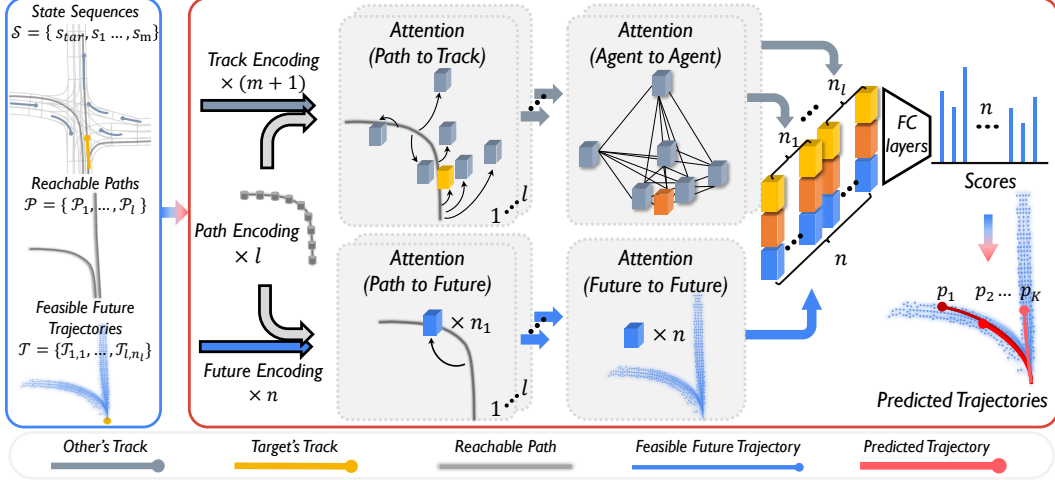 State Sequences
𝒮 = { s_tar, s_1 ..., s_m}
Reachable Paths
𝒫 = { 𝒫_1, ..., 𝒫_l }
Feasible Future
Trajectories
𝒯 = {𝒯_{1,1}, ..., 𝒯_{l,n_l}}
Track Encoding
× (m + 1)
Path Encoding
× l
Future Encoding
× n
Attention
(Path to Track)
1 ... l
Attention
(Agent to Agent)
Attention
(Path to Future)
× n_1
1 ... l
Attention
(Future to Future)
× n
n_1 ... n_l
n
FC
layers
n
...
Scores
p_1 p_2 ... p_K
Predicted Trajectories
Other's Track
Target's Track
Reachable Path
Feasible Future Trajectory
Predicted Trajectory